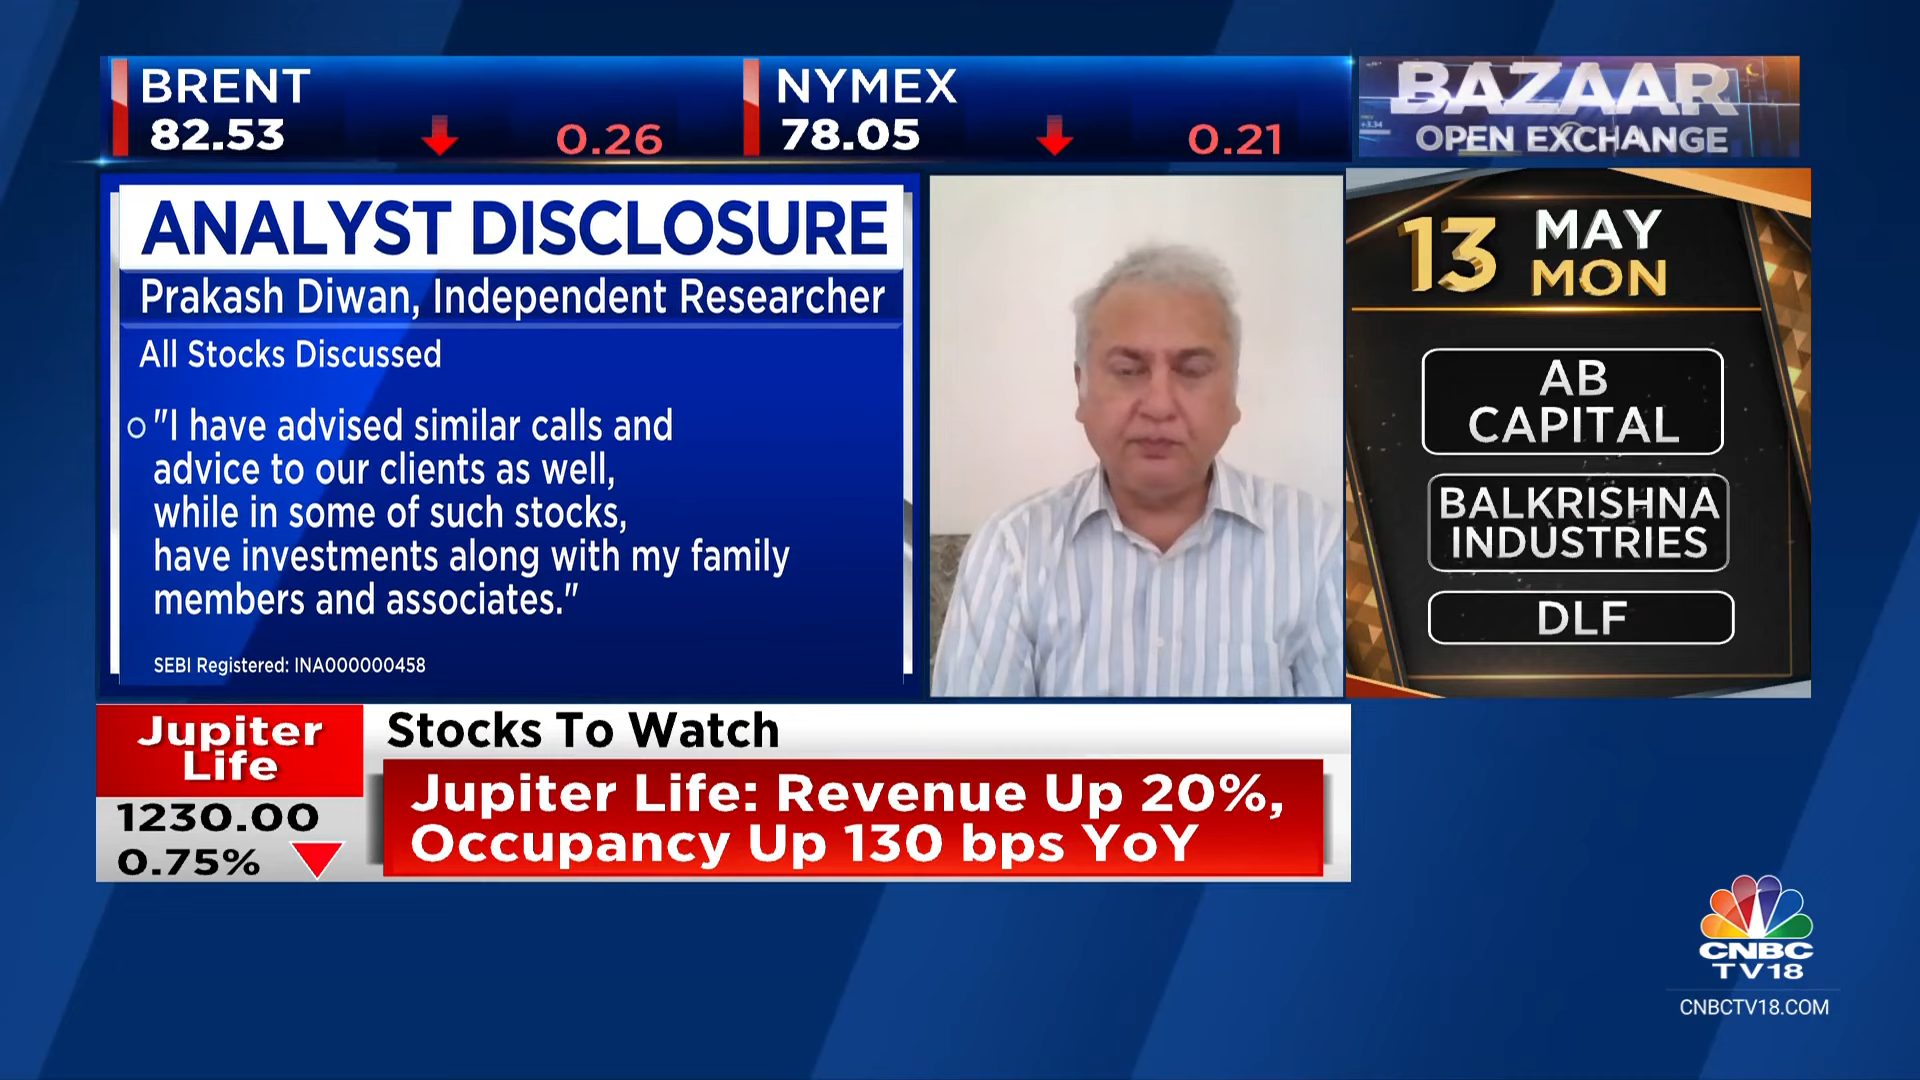 BRENT
82.53 0.26
NYMEX
78.05 0.21
BAZAAR
OPEN EXCHANGE
ANALYST DISCLOSURE
Prakash Diwan, Independent Researcher
All Stocks Discussed
"I have advised similar calls and
advice to our clients as well,
while in some of such stocks,
have investments along with my family
members and associates."
SEBI Registered: INA000000458
13 MAY
MON
AB
CAPITAL
BALKRISHNA
INDUSTRIES
DLF
Jupiter
Life
1230.00
0.75%
Stocks To Watch
Jupiter Life: Revenue Up 20%,
Occupancy Up 130 bps YoY
CNBC
TV18
CNBCTV18.COM